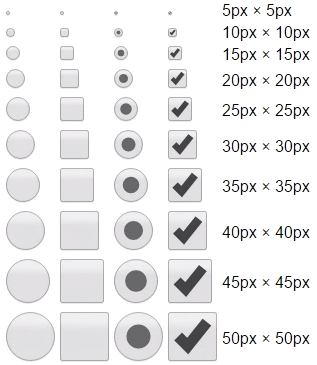 5px × 5px
10px × 10px
15px × 15px
20px × 20px
25px × 25px
30px × 30px
35px × 35px
40px × 40px
45px × 45px
50px × 50px